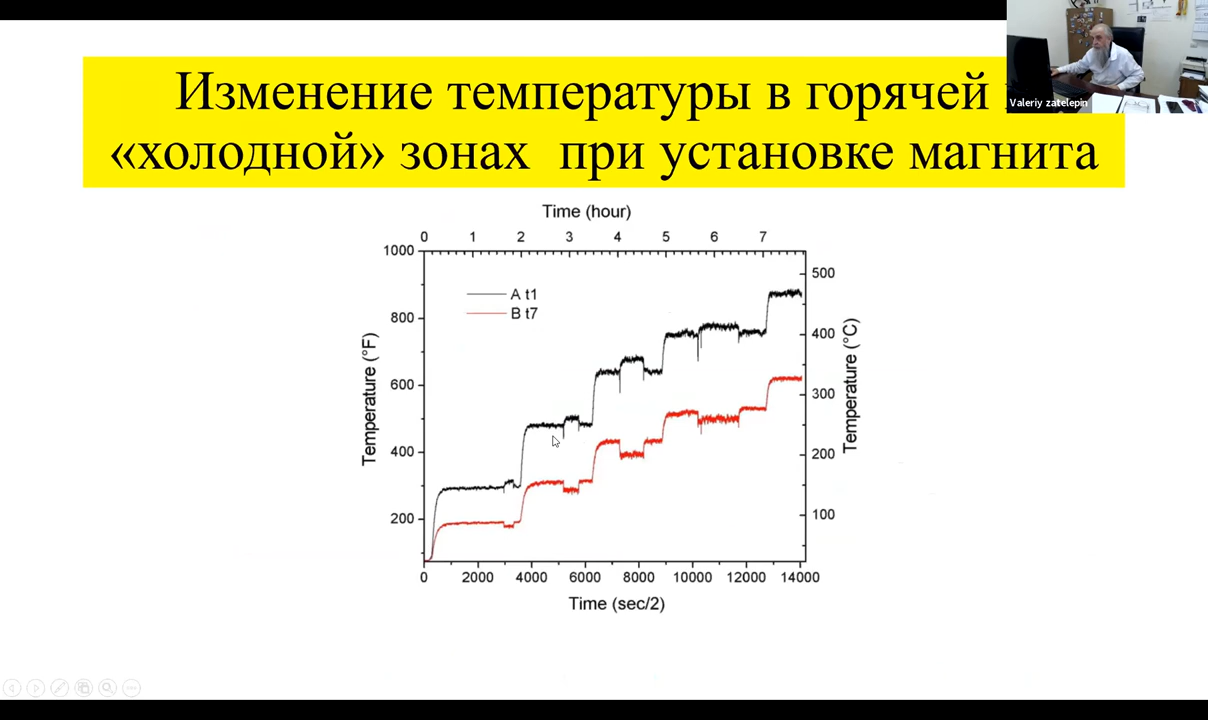 Изменение температуры в горячей
«холодной» зонах при установке магнита
Valeriy zatelepin
Time (hour)
0 1 2 3 4 5 6 7
1000
800
600
400
200
Temperature (°F)
A t1
B t7
500
400
300
200
100
Temperature (°C)
0 2000 4000 6000 8000 10000 12000 14000
Time (sec/2)